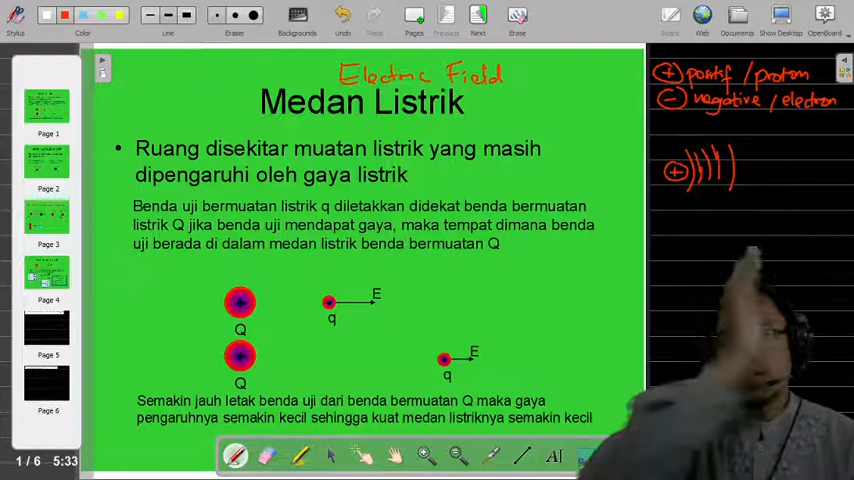 Stylus
Color
Line
Eraser
Backgrounds
Undo
Redo
Pages
Previous
Next
Erase
Board
Web
Documents
Show Desktop
OpenBoard
Page 1
Page 2
Page 3
Page 4
Page 5
Page 6
1 / 6
5:33
Electric Field
Medan Listrik
• Ruang disekitar muatan listrik yang masih
dipengaruhi oleh gaya listrik
Benda uji bermuatan listrik q diletakkan didekat benda bermuatan
listrik Q jika benda uji mendapat gaya, maka tempat dimana benda
uji berada di dalam medan listrik benda bermuatan Q
+
E
Q
q
+
E
Q
q
Semakin jauh letak benda uji dari benda bermuatan Q maka gaya
pengaruhnya semakin kecil sehingga kuat medan listriknya semakin kecil
+ positif / proton
- negative / electron
+